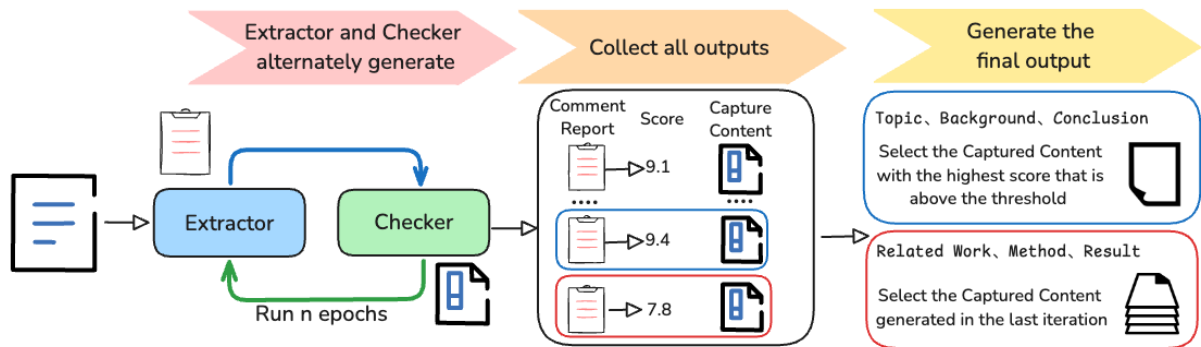 Extractor and Checker
alternately generate
Collect all outputs
Generate the
final output
Extractor
Checker
Run n epochs
Comment
Report
Score
Capture
Content
9.1
....
....
9.4
7.8
Topic、Background、Conclusion
Select the Captured Content
with the highest score that is
above the threshold
Related Work、Method、Result
Select the Captured Content
generated in the last iteration